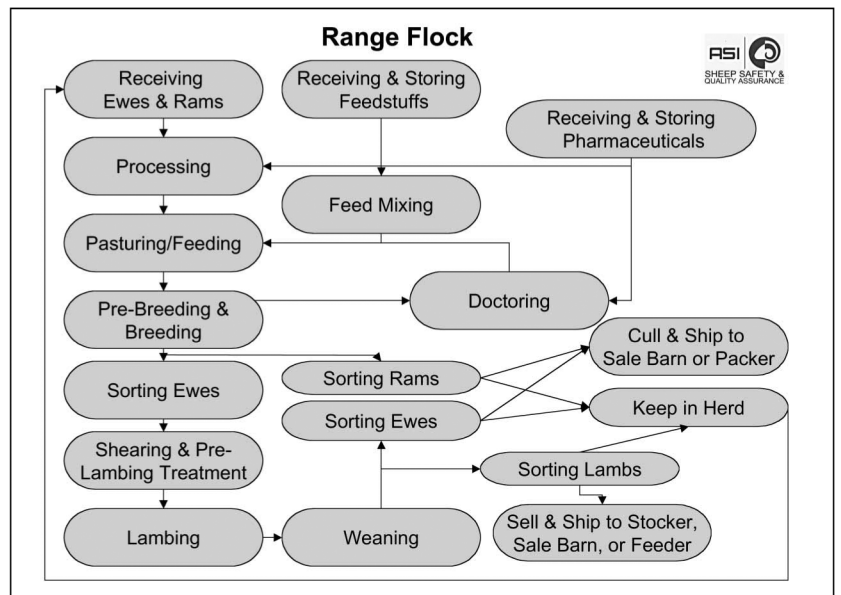 Range Flock
ASI
SHEEP SAFETY &
QUALITY ASSURANCE
Receiving
Ewes & Rams
Receiving & Storing
Feedstuffs
Receiving & Storing
Pharmaceuticals
Processing
Feed Mixing
Pasturing/Feeding
Doctoring
Pre-Breeding &
Breeding
Cull & Ship to
Sale Barn or Packer
Sorting Rams
Sorting Ewes
Sorting Ewes
Keep in Herd
Shearing & Pre-
Lambing Treatment
Sorting Lambs
Lambing
Weaning
Sell & Ship to Stocker,
Sale Barn, or Feeder